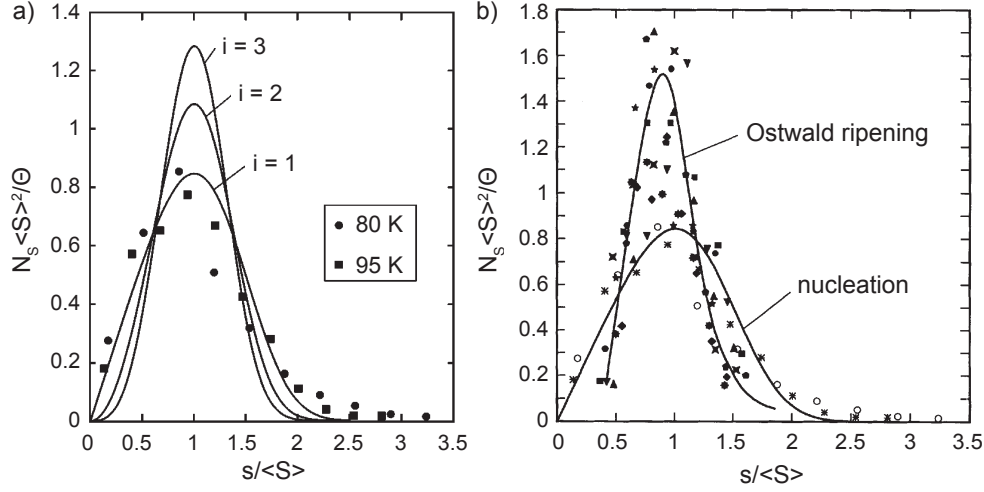 a)
1.4
1.2
1
0.8
0.6
0.4
0.2
0
0 0.5 1 1.5 2 2.5 3 3.5
N_S<S>²/Θ
s/<S>
i = 3
i = 2
i = 1
● 80 K
■ 95 K
b)
1.8
1.6
1.4
1.2
1
0.8
0.6
0.4
0.2
0
0 0.5 1 1.5 2 2.5 3 3.5
N_S<S>²/Θ
s/<S>
Ostwald ripening
nucleation